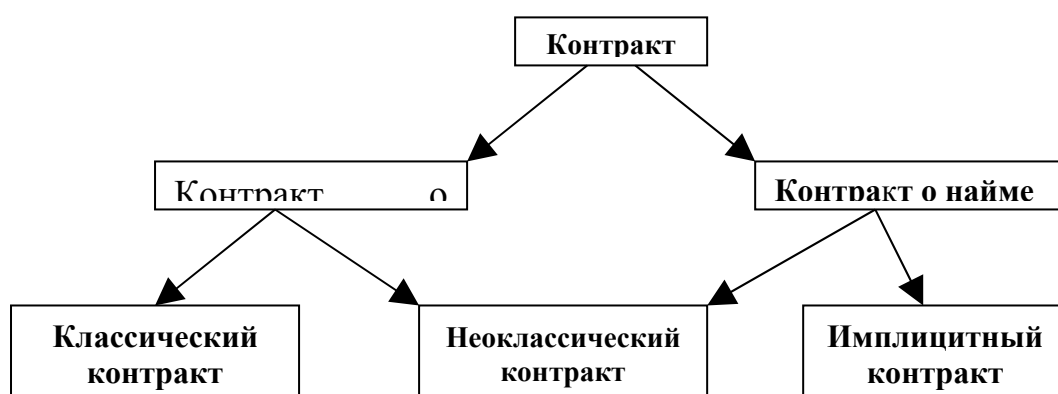 Контракт
Контракт о
Контракт о найме
Классический
контракт
Неоклассический
контракт
Имплицитный
контракт